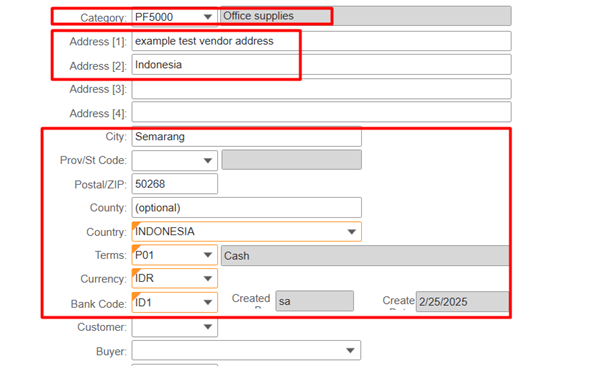 Category: PF5000 Office supplies
Address [1]: example test vendor address
Address [2]: Indonesia
Address [3]:
Address [4]:
City: Semarang
Prov/St Code:
Postal/ZIP: 50268
County: (optional)
Country: INDONESIA
Terms: P01 Cash
Currency: IDR
Bank Code: ID1 Created sa Create 2/25/2025
Customer:
Buyer: